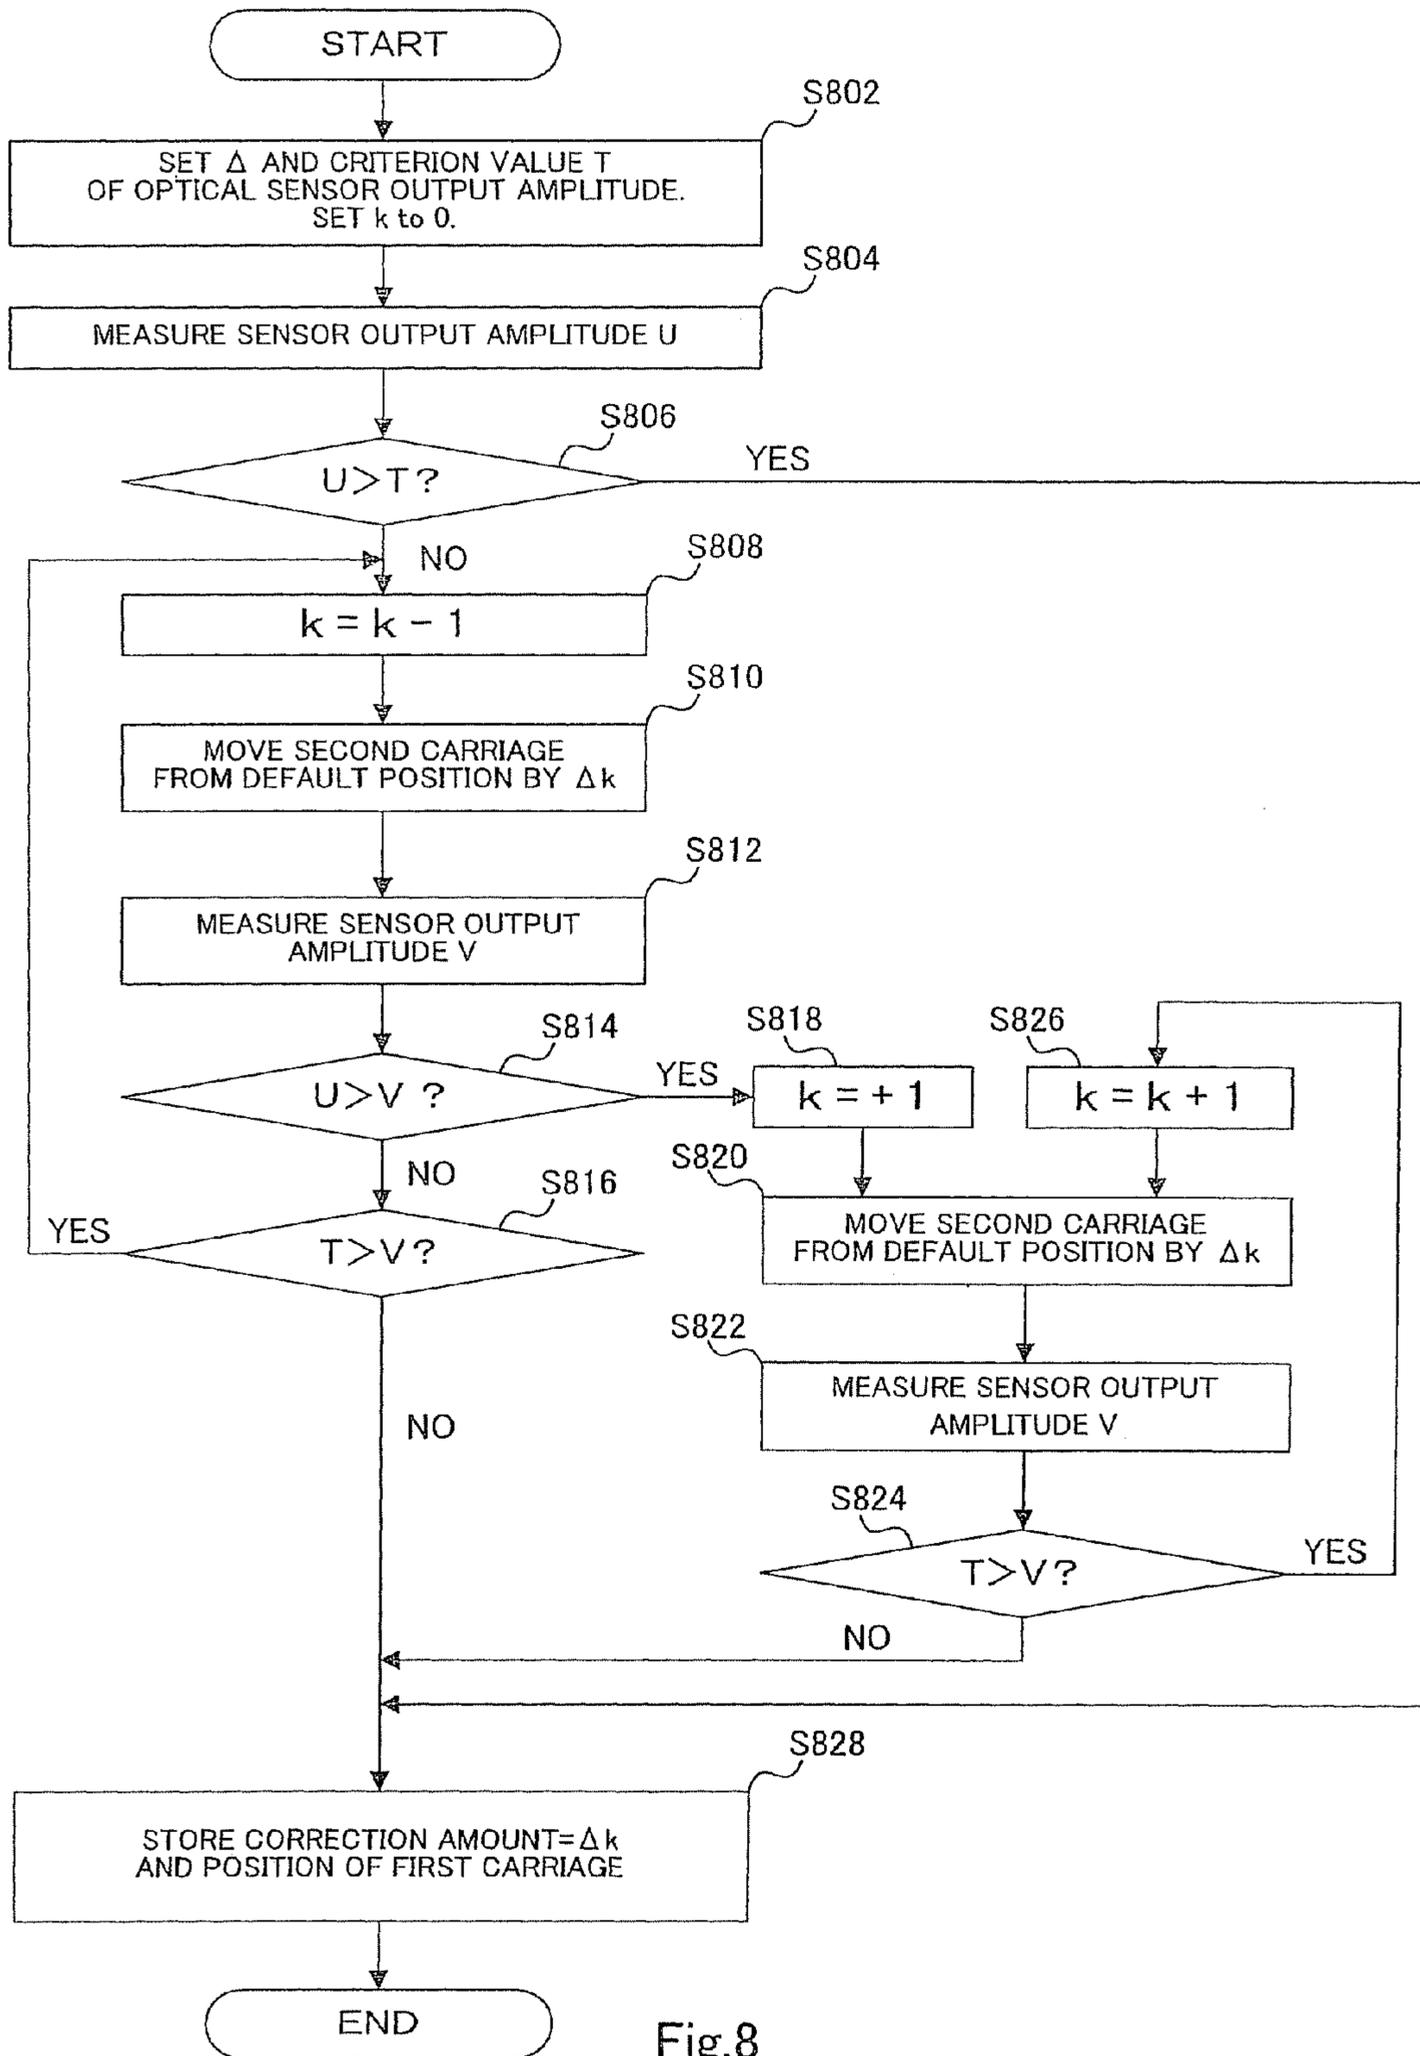 START
S802
SET Δ AND CRITERION VALUE T
OF OPTICAL SENSOR OUTPUT AMPLITUDE.
SET k to 0.
S804
MEASURE SENSOR OUTPUT AMPLITUDE U
S806
U>T?
YES
NO
S808
k = k - 1
S810
MOVE SECOND CARRIAGE
FROM DEFAULT POSITION BY Δk
S812
MEASURE SENSOR OUTPUT
AMPLITUDE V
S814
U>V ?
YES
NO
S816
T>V?
YES
NO
S818
k = + 1
S826
k = k + 1
S820
MOVE SECOND CARRIAGE
FROM DEFAULT POSITION BY Δk
S822
MEASURE SENSOR OUTPUT
AMPLITUDE V
S824
T>V?
YES
NO
S828
STORE CORRECTION AMOUNT=Δk
AND POSITION OF FIRST CARRIAGE
END
Fig.8